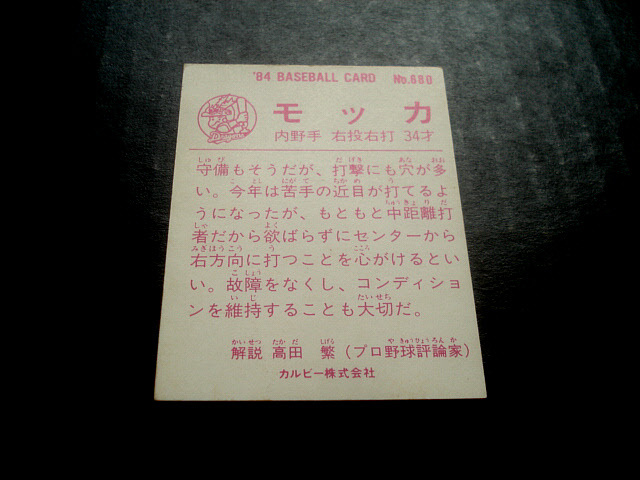 '84 BASEBALL CARD No.680
モッカ
内野手 右投右打 34才
守備もそうだが、打撃にも穴が多
い。今年は苦手の近目が打てるよ
うになったが、もともと中距離打
者だから欲ばらずにセンターから
右方向に打つことを心がけるとい
い。故障をなくし、コンディショ
ンを維持することも大切だ。
解説 高田 繁(プロ野球評論家)
カルビー株式会社